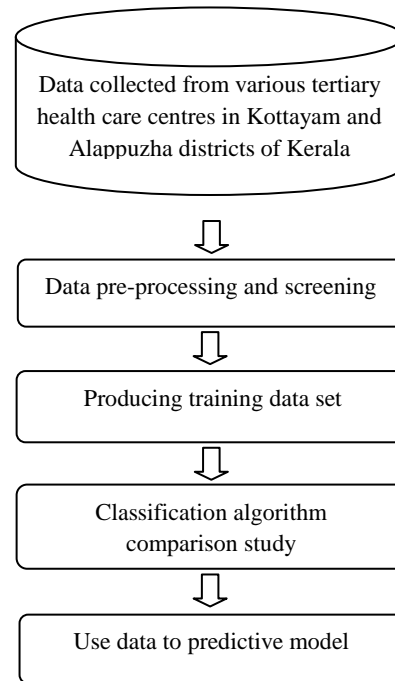 Data collected from various tertiary
health care centres in Kottayam and
Alappuzha districts of Kerala
Data pre-processing and screening
Producing training data set
Classification algorithm
comparison study
Use data to predictive model